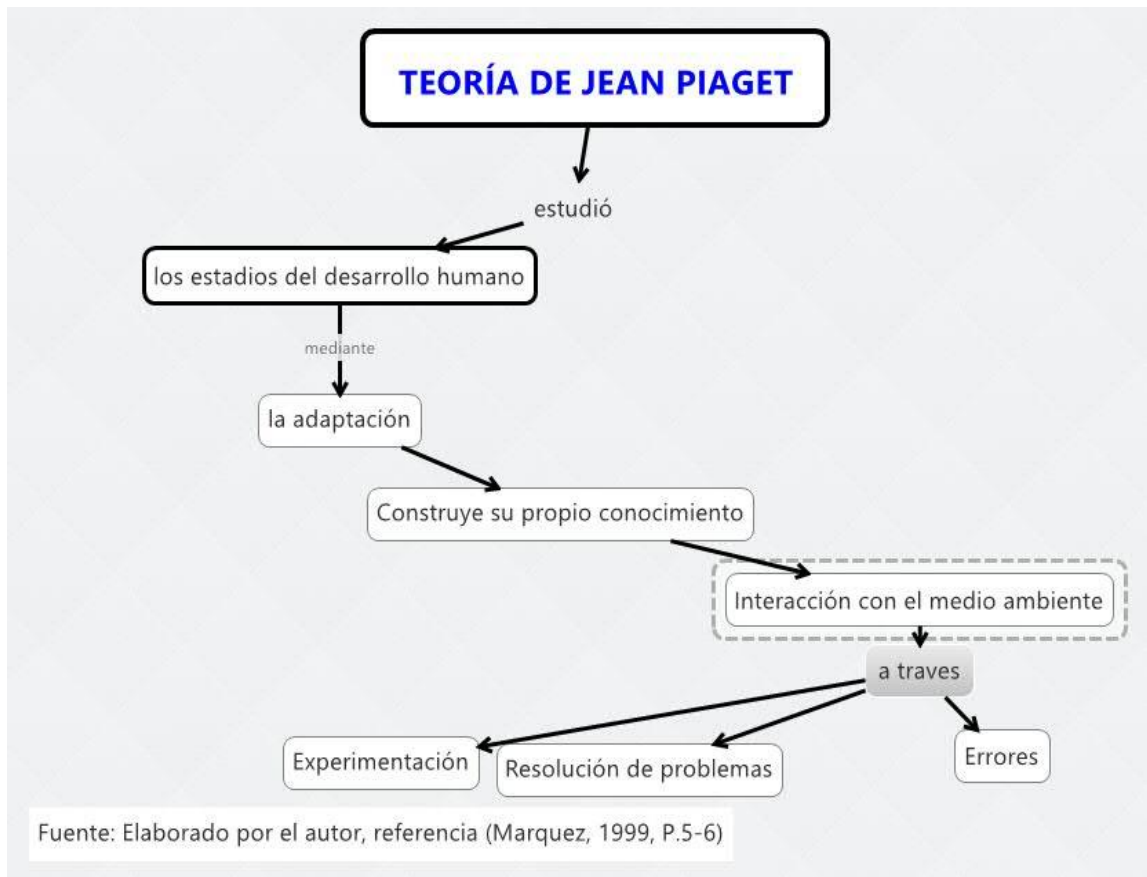 TEORÍA DE JEAN PIAGET
estudió
los estadios del desarrollo humano
mediante
la adaptación
Construye su propio conocimiento
Interacción con el medio ambiente
a traves
Experimentación
Resolución de problemas
Errores
Fuente: Elaborado por el autor, referencia (Marquez, 1999, P.5-6)